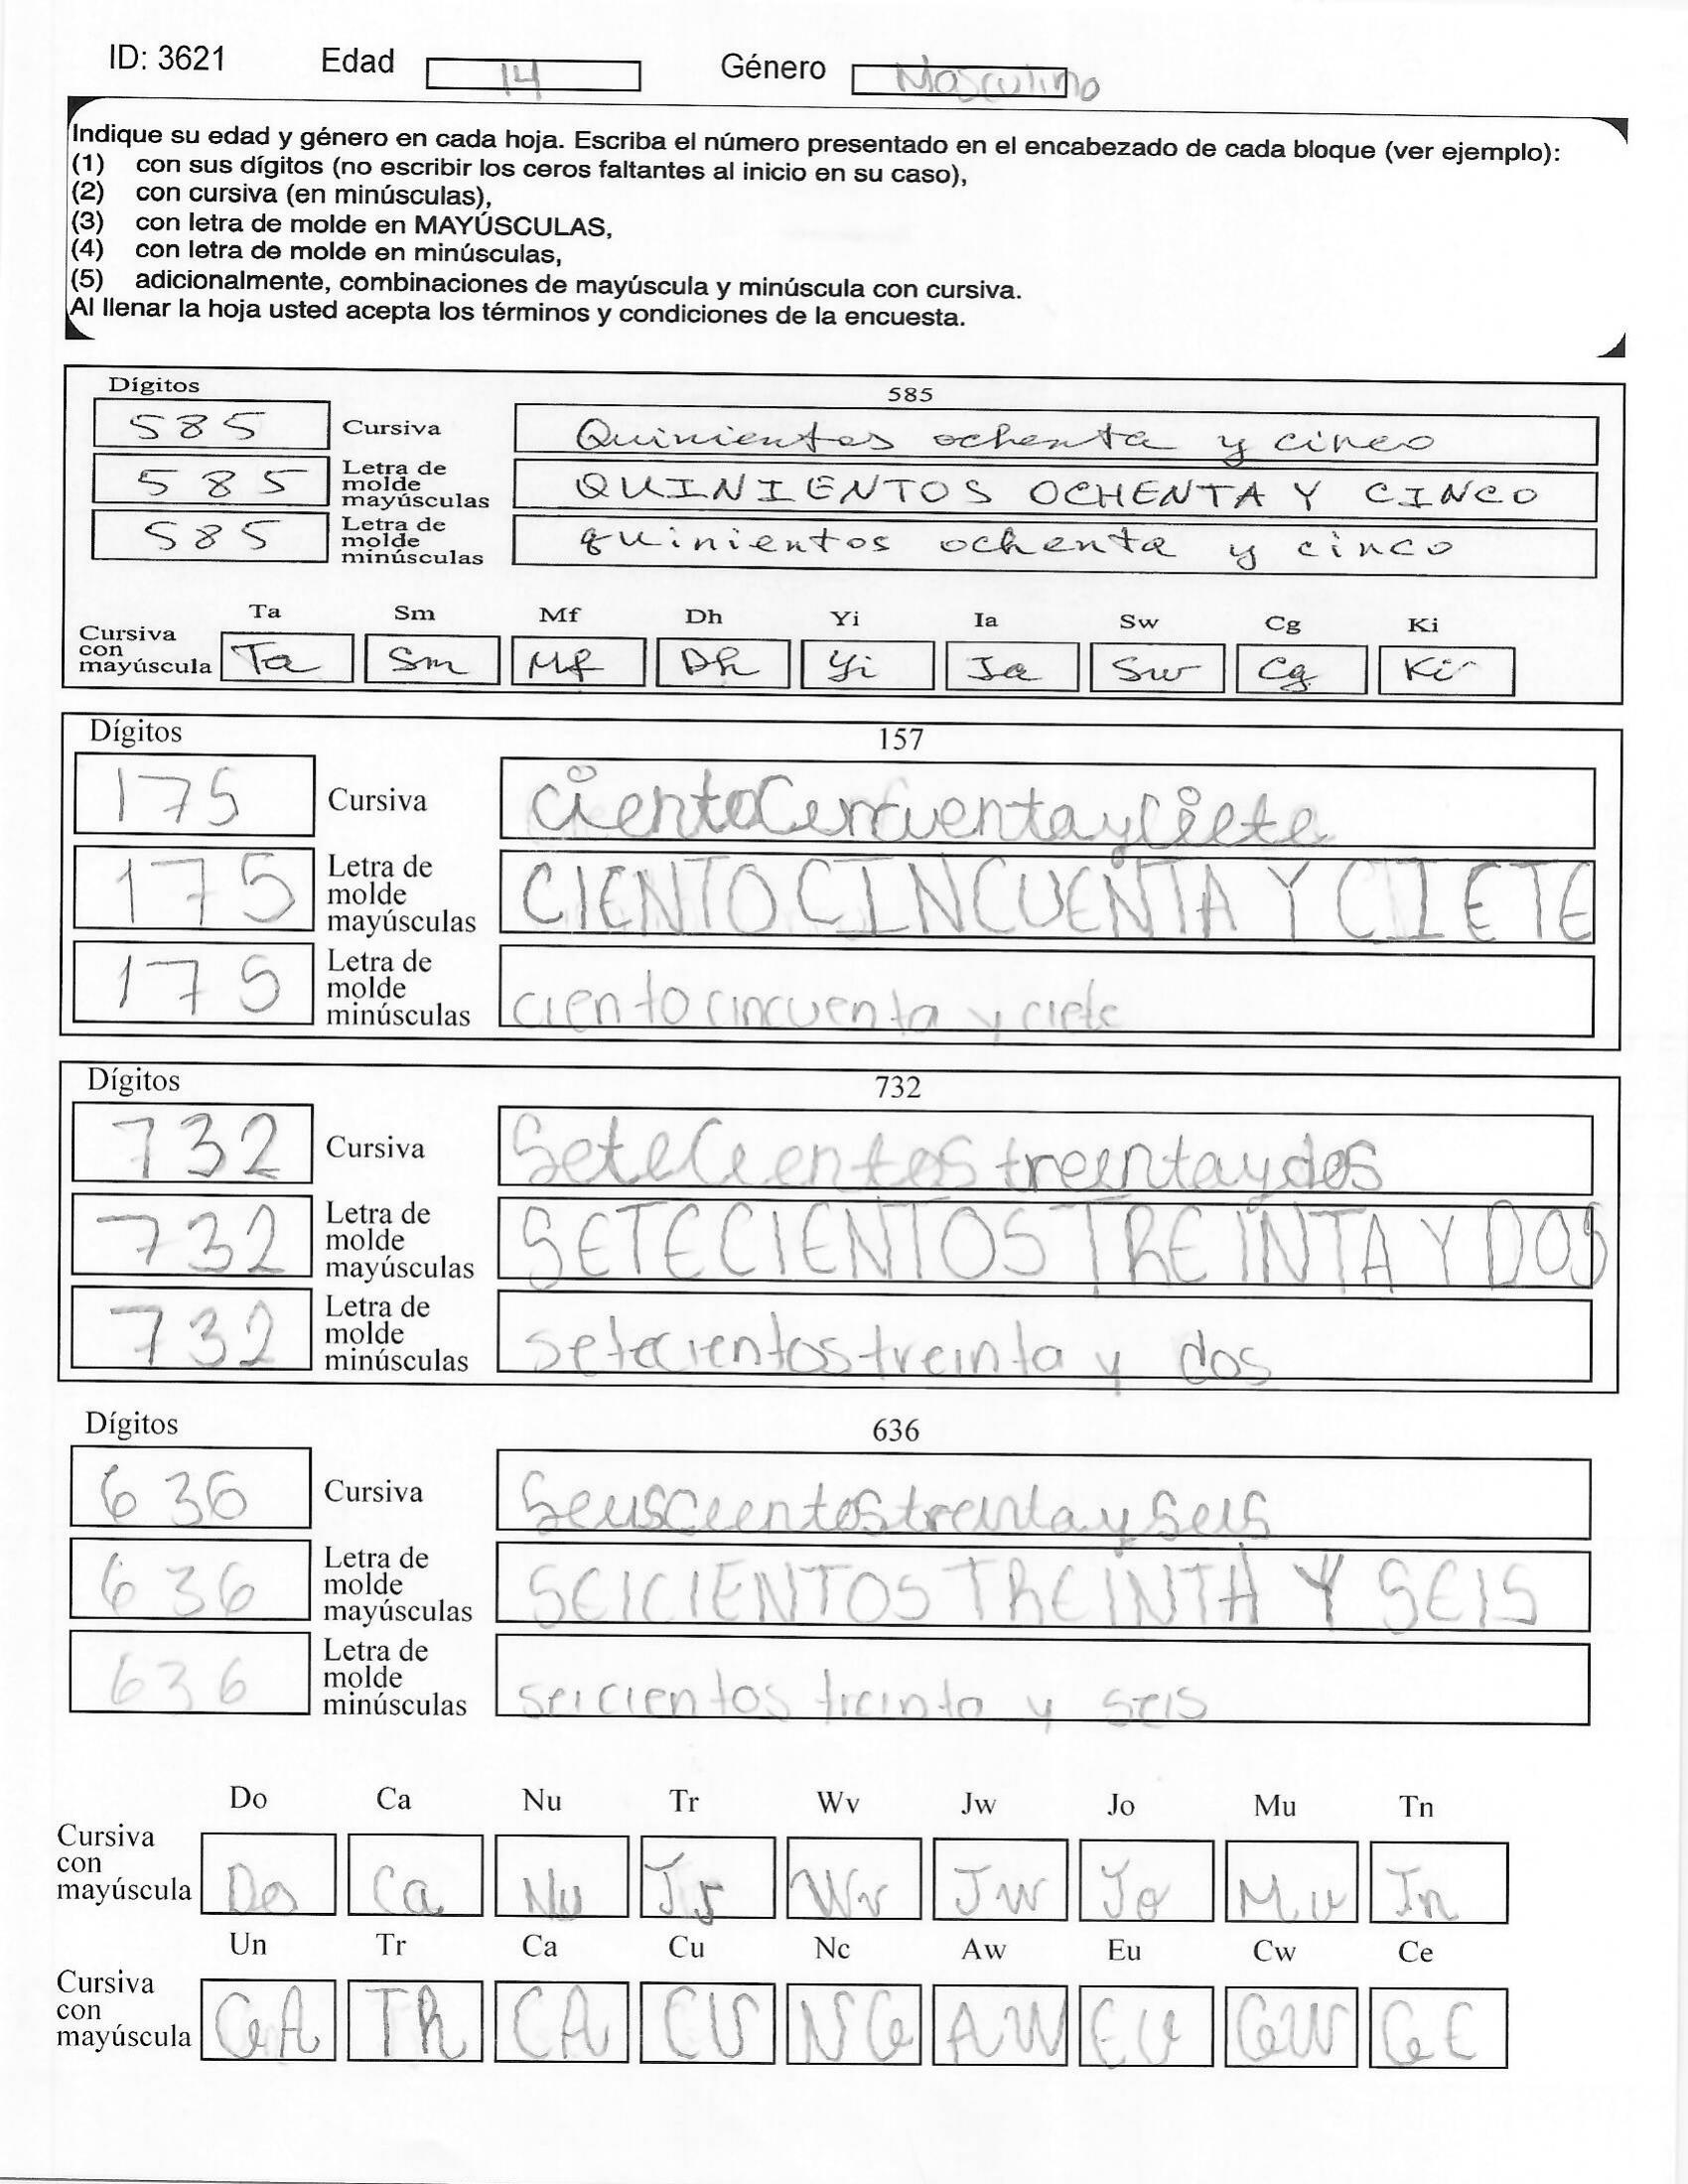 ID: 3621 Edad 14 Género Masculino
Indique su edad y género en cada hoja. Escriba el número presentado en el encabezado de cada bloque (ver ejemplo):
(1) con sus dígitos (no escribir los ceros faltantes al inicio en su caso),
(2) con cursiva (en minúsculas),
(3) con letra de molde en MAYÚSCULAS,
(4) con letra de molde en minúsculas,
(5) adicionalmente, combinaciones de mayúscula y minúscula con cursiva.
Al llenar la hoja usted acepta los términos y condiciones de la encuesta.
Dígitos 585
585 Cursiva Quinientos ochenta y cinco
585 Letra de molde mayúsculas QUINIENTOS OCHENTA Y CINCO
585 Letra de molde minúsculas quinientos ochenta y cinco
Ta Sm Mf Dh Yi Ia Sw Cg Ki
Cursiva con mayúscula Ta Sm Mf Dh Yi Ia Sw Cg Ki
Dígitos 157
175 Cursiva cientoCincuentayCiete
175 Letra de molde mayúsculas CIENTO CINCUENTA Y CIETE
175 Letra de molde minúsculas ciento cincuenta y ciete
Dígitos 732
732 Cursiva SeteCientos treintaydos
732 Letra de molde mayúsculas SETECIENTOS TREINTA Y DOS
732 Letra de molde minúsculas setecientos treinta y dos
Dígitos 636
636 Cursiva SeisCientos treinta y Seis
636 Letra de molde mayúsculas SEICIENTOS TREINTA Y SEIS
636 Letra de molde minúsculas seicientos treinta y seis
Do Ca Nu Tr Wv Jw Jo Mu Tn
Cursiva con mayúscula Do Ca Nu Tr Wv Jw Jo Mu Tn
Un Tr Ca Cu Nc Aw Eu Cw Ce
Cursiva con mayúscula CA TR CA CU NC AW EU CW CE